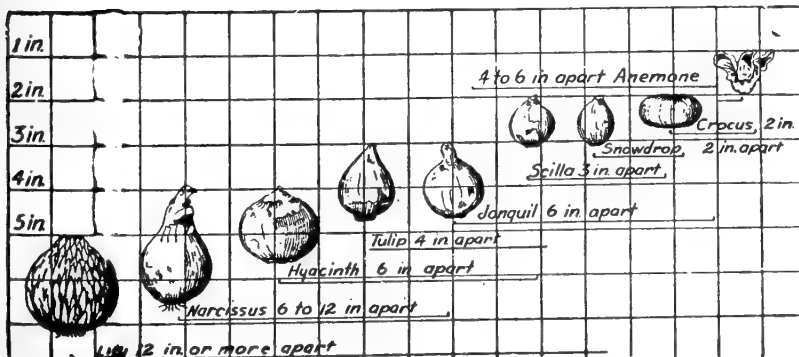 1 in.
4 to 6 in apart Anemone
2 in.
Crocus, 2 in.
3 in.
Snowdrop, 2 in. apart
Scilla 3 in. apart
4 in.
Jonquil 6 in apart
5 in.
Tulip 4 in apart
Hyacinth 6 in apart
Narcissus 6 to 12 in apart
Lily 12 in. or more apart